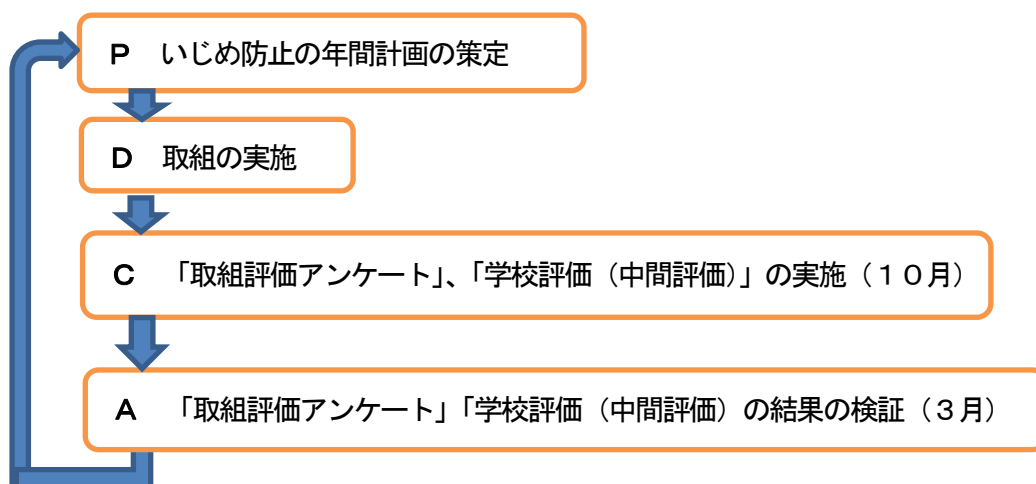 P　いじめ防止の年間計画の策定
D　取組の実施
C　「取組評価アンケート」、「学校評価（中間評価）」の実施（１０月）
A　「取組評価アンケート」「学校評価（中間評価）の結果の検証（３月）